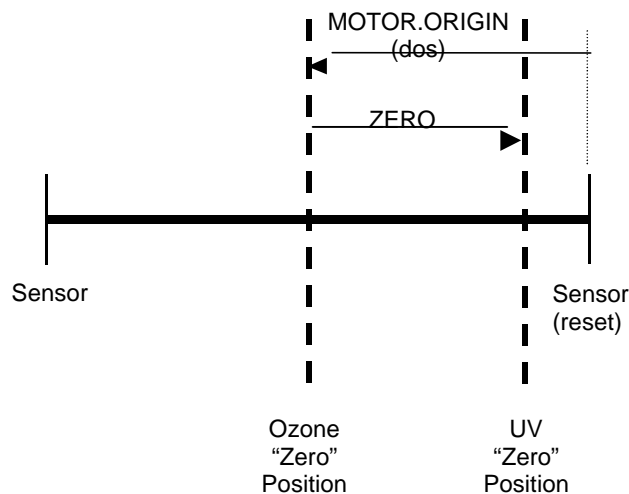 MOTOR.ORIGIN
(dos)
ZERO
Sensor
Sensor
(reset)
Ozone
“Zero”
Position
UV
“Zero”
Position